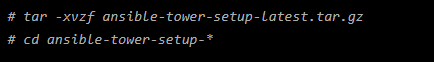 # tar -xvzf ansible-tower-setup-latest.tar.gz
# cd ansible-tower-setup-*